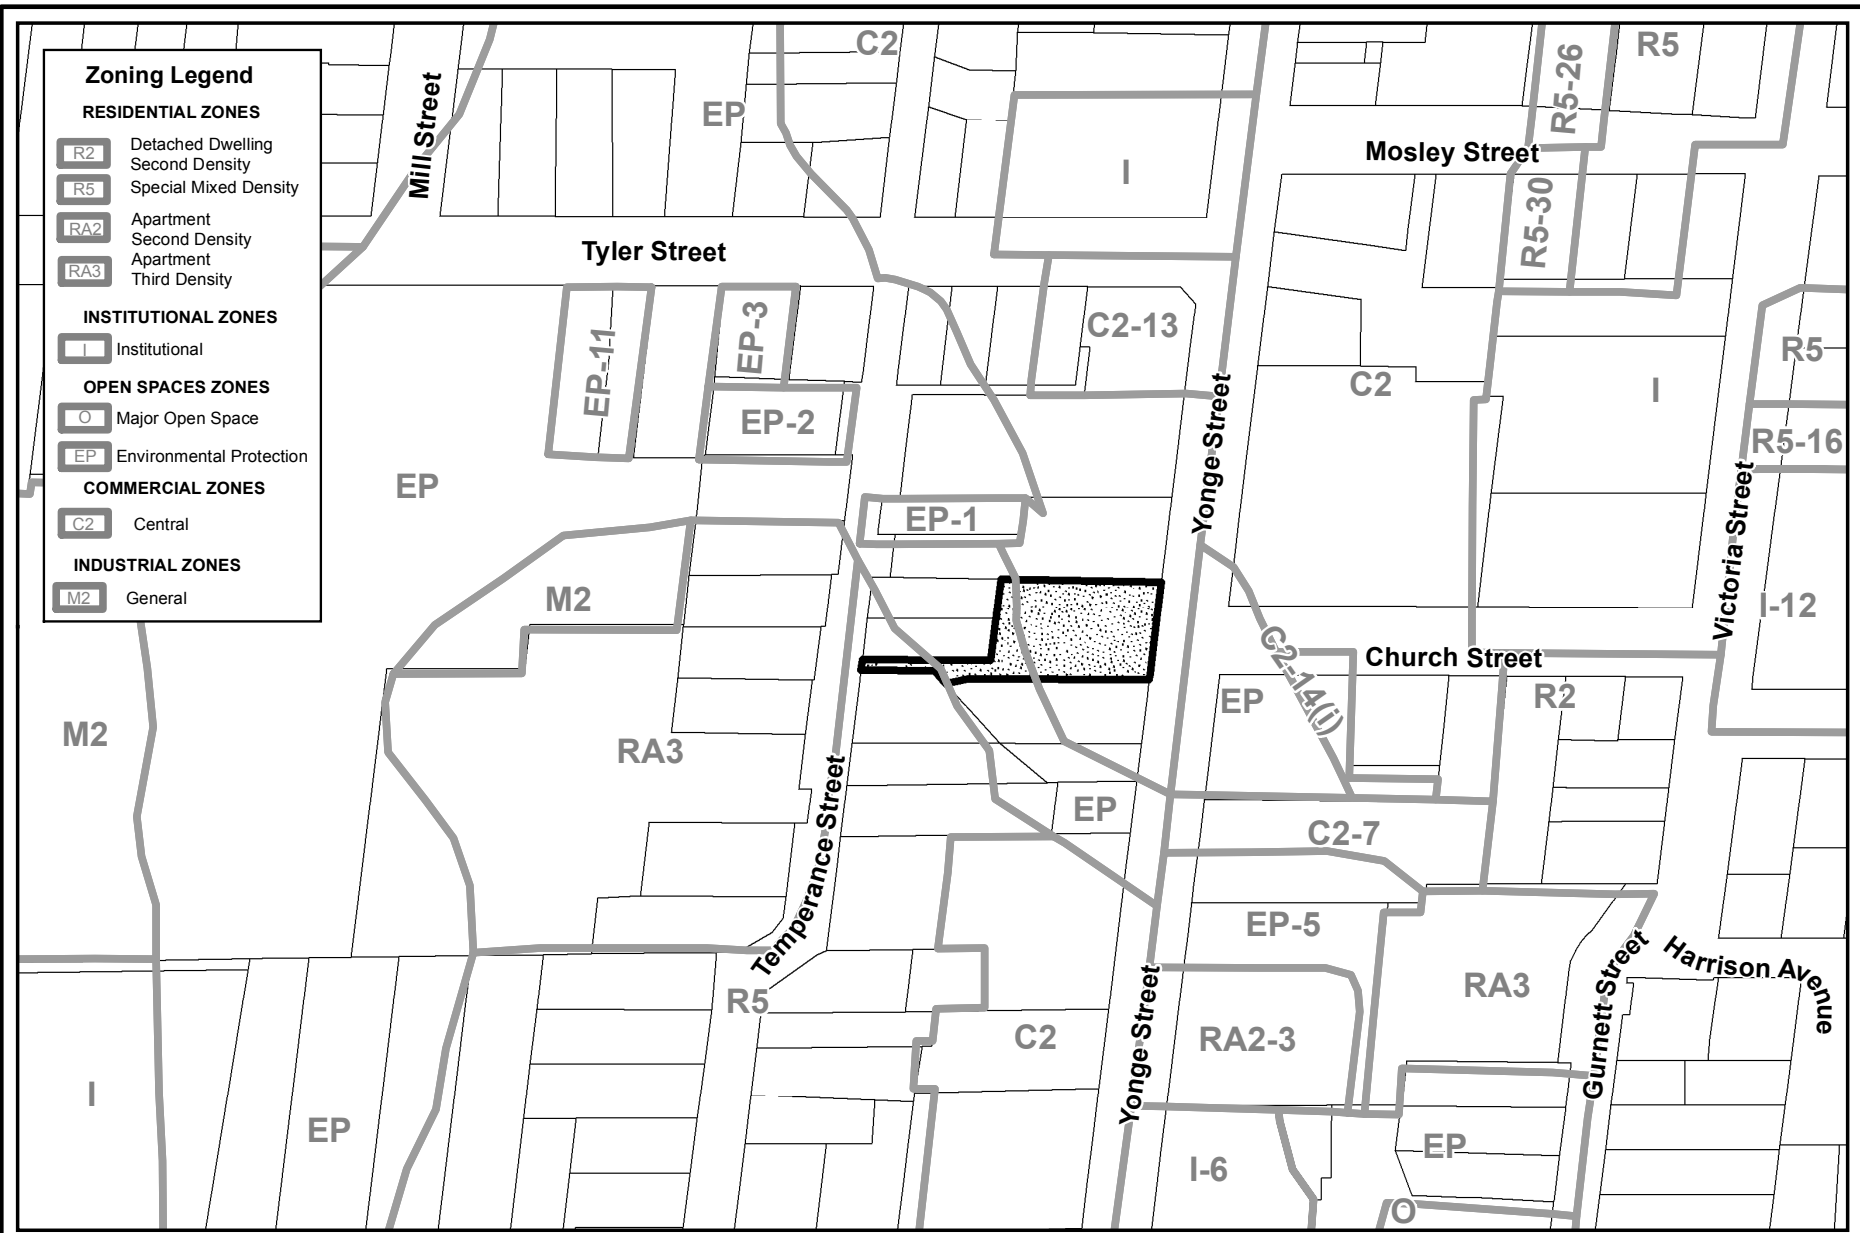 Zoning Legend
RESIDENTIAL ZONES
R2
Detached Dwelling
Second Density
R5
Special Mixed Density
RA2
Apartment
Second Density
RA3
Apartment
Third Density
INSTITUTIONAL ZONES
I
Institutional
OPEN SPACES ZONES
O
Major Open Space
EP
Environmental Protection
COMMERCIAL ZONES
C2
Central
INDUSTRIAL ZONES
M2
General
Mill Street
EP
C2
I
R5-26
R5
Mosley Street
R5-30
Tyler Street
EP-11
EP-3
EP-2
C2-13
Yonge Street
C2
I
R5
R5-16
EP
EP-1
Victoria Street
M2
I-12
C2-14(i)
Church Street
EP
R2
M2
RA3
Temperance Street
EP
C2-7
EP-5
Gurnett Street
Harrison Avenue
R5
RA3
Yonge Street
C2
RA2-3
I
EP
EP
I-6
O